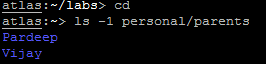 atlas:~/labs> cd
atlas:~> ls -1 personal/parents
Pardeep
Vijay